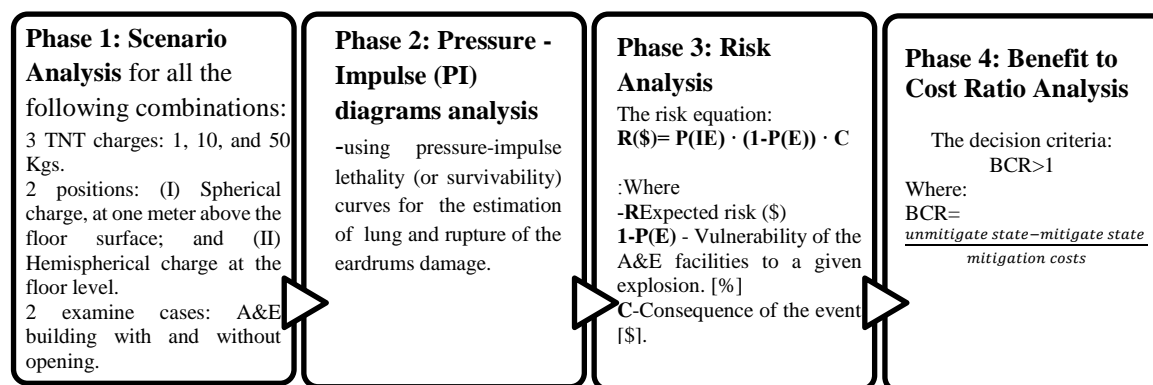 Phase 1: Scenario
Analysis for all the
following combinations:
3 TNT charges: 1, 10, and 50
Kgs.
2 positions: (I) Spherical
charge, at one meter above the
floor surface; and (II)
Hemispherical charge at the
floor level.
2 examine cases: A&E
building with and without
opening.
Phase 2: Pressure -
Impulse (PI)
diagrams analysis
-using pressure-impulse
lethality (or survivability)
curves for the estimation
of lung and rupture of the
eardrums damage.
Phase 3: Risk
Analysis
The risk equation:
R($)= P(IE) · (1-P(E)) · C
:Where
-RExpected risk ($)
1-P(E) - Vulnerability of the
A&E facilities to a given
explosion. [%]
C-Consequence of the event
[$].
Phase 4: Benefit to
Cost Ratio Analysis
The decision criteria:
BCR>1
Where:
BCR=
unmitigate state−mitigate state
mitigation costs